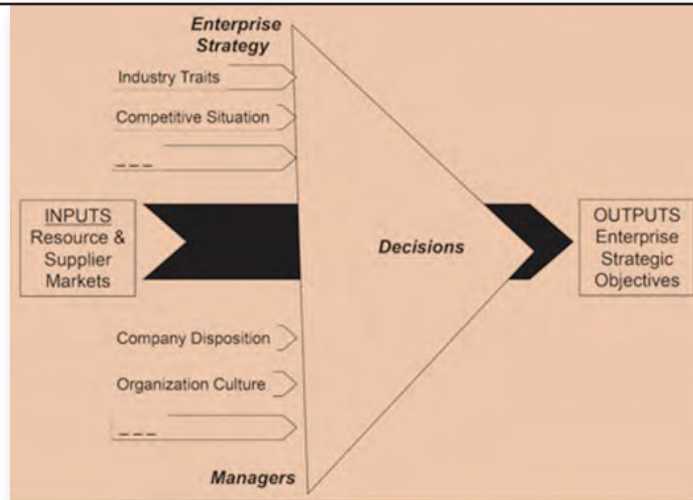 Enterprise
Strategy
Industry Traits
Competitive Situation
_ _ _
INPUTS
Resource &
Supplier
Markets
Decisions
OUTPUTS
Enterprise
Strategic
Objectives
Company Disposition
Organization Culture
_ _ _
Managers